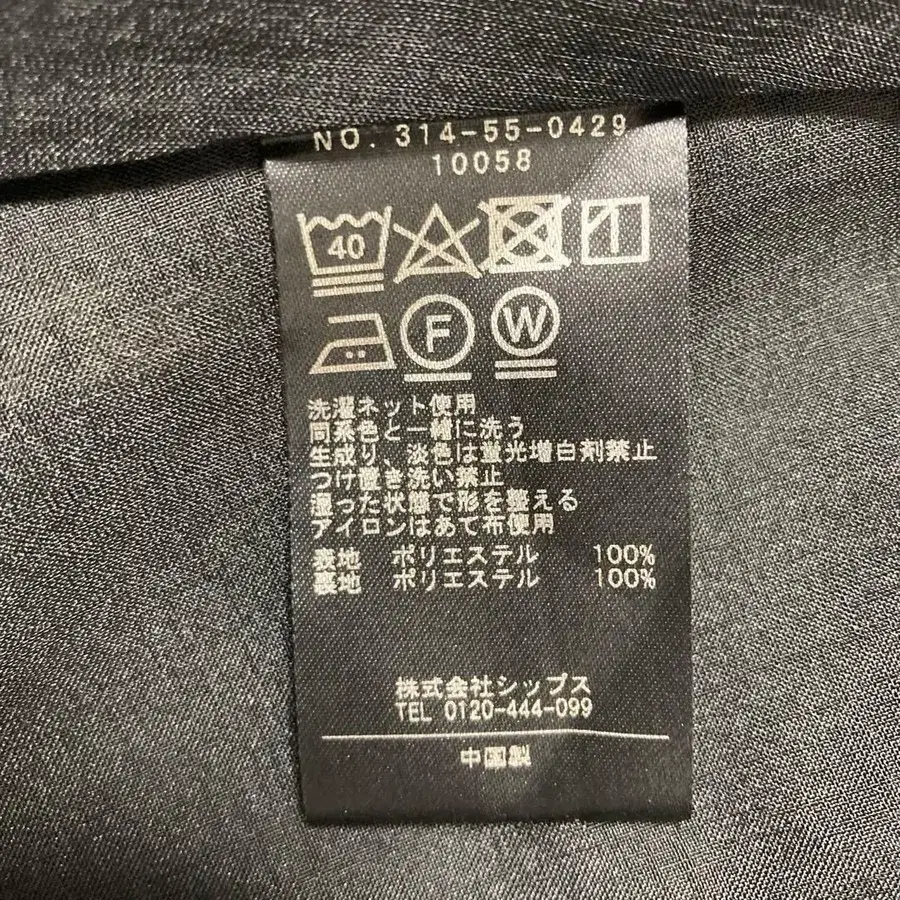 NO. 314-55-0429
10058
40
F W
洗濯ネット使用
同系色と一緒に洗う
生成り、淡色は蛍光増白剤禁止
つけ置き洗い禁止
湿った状態で形を整える
アイロンはあて布使用
表地 ポリエステル 100%
裏地 ポリエステル 100%
株式会社シップス
TEL 0120-444-099
中国製